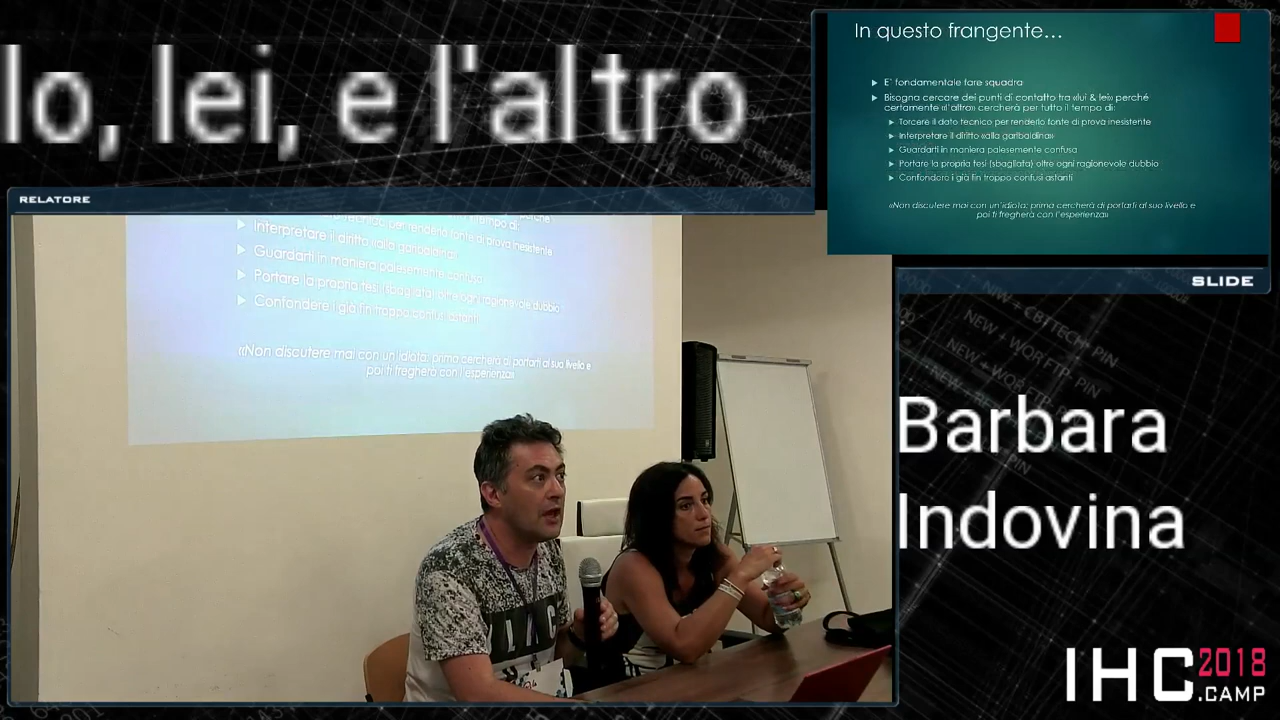 Io, lei, e l'altro
In questo frangente...
E' fondamentale fare squadra
Bisogna cercare dei punti di contatto tra «lui & lei» perché
certamente «l'altro» cercherà per tutto il tempo di:
Torcere il dato tecnico per renderlo fonte di prova inesistente
Interpretare il diritto «alla garibaldina»
Guardarti in maniera palesemente confusa
Portare la propria tesi (sbagliata) oltre ogni ragionevole dubbio
Confondere i già fin troppo confusi astanti
«Non discutere mai con un'idiota: prima cercherà di portarti al suo livello e
poi ti fregherà con l'esperienza»
SLIDE
RELATORE
per renderlo fonte di prova inesistente
Interpretare il diritto «alla garibaldina»
Guardarti in maniera palesemente confusa
Portare la propria tesi (sbagliata) oltre ogni ragionevole dubbio
Confondere i già fin troppo confusi astanti
«Non discutere mai con un'idiota: prima cercherà di portarti al suo livello e
poi ti fregherà con l'esperienza»
Barbara
Indovina
IHC 2018
.CAMP